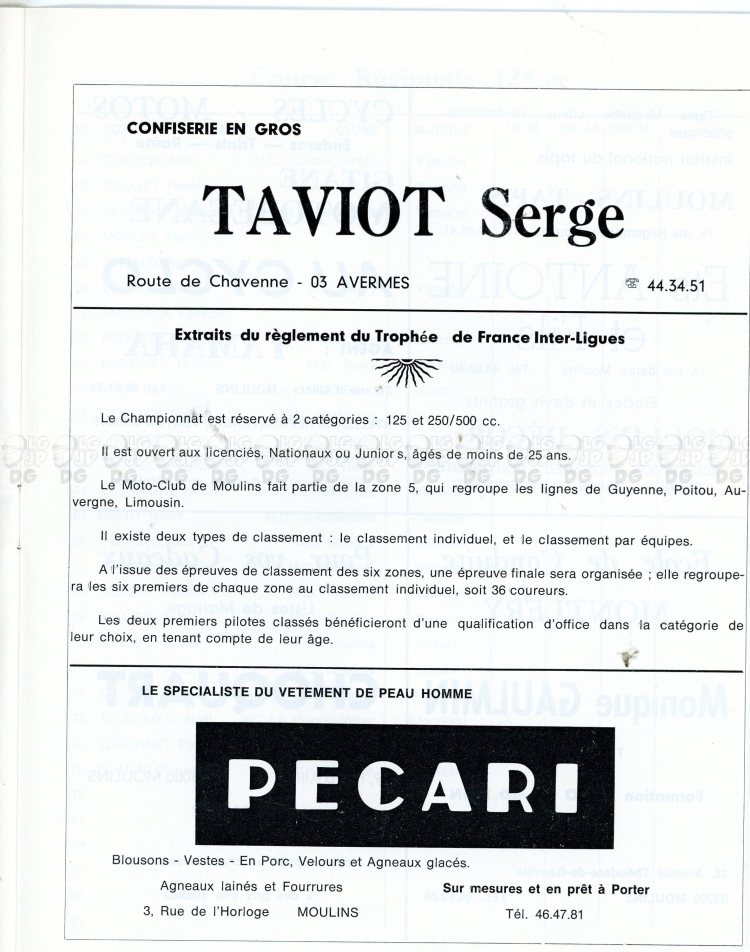 CONFISERIE EN GROS
TAVIOT Serge
Route de Chavenne - 03 AVERMES ☏ 44.34.51
Extraits du règlement du Trophée de France Inter-Ligues
Le Championnat est réservé à 2 catégories : 125 et 250/500 cc.
Il est ouvert aux licenciés, Nationaux ou Juniors, âgés de moins de 25 ans.
Le Moto-Club de Moulins fait partie de la zone 5, qui regroupe les lignes de Guyenne, Poitou, Au-
vergne, Limousin.
Il existe deux types de classement : le classement individuel, et le classement par équipes.
A l'issue des épreuves de classement des six zones, une épreuve finale sera organisée ; elle regroupe-
ra les six premiers de chaque zone au classement individuel, soit 36 coureurs.
Les deux premiers pilotes classés bénéficieront d'une qualification d'office dans la catégorie de
leur choix, en tenant compte de leur âge.
LE SPECIALISTE DU VETEMENT DE PEAU HOMME
PECARI
Blousons - Vestes - En Porc, Velours et Agneaux glacés.
Agneaux lainés et Fourrures Sur mesures et en prêt à Porter
3, Rue de l'Horloge MOULINS Tél. 46.47.81